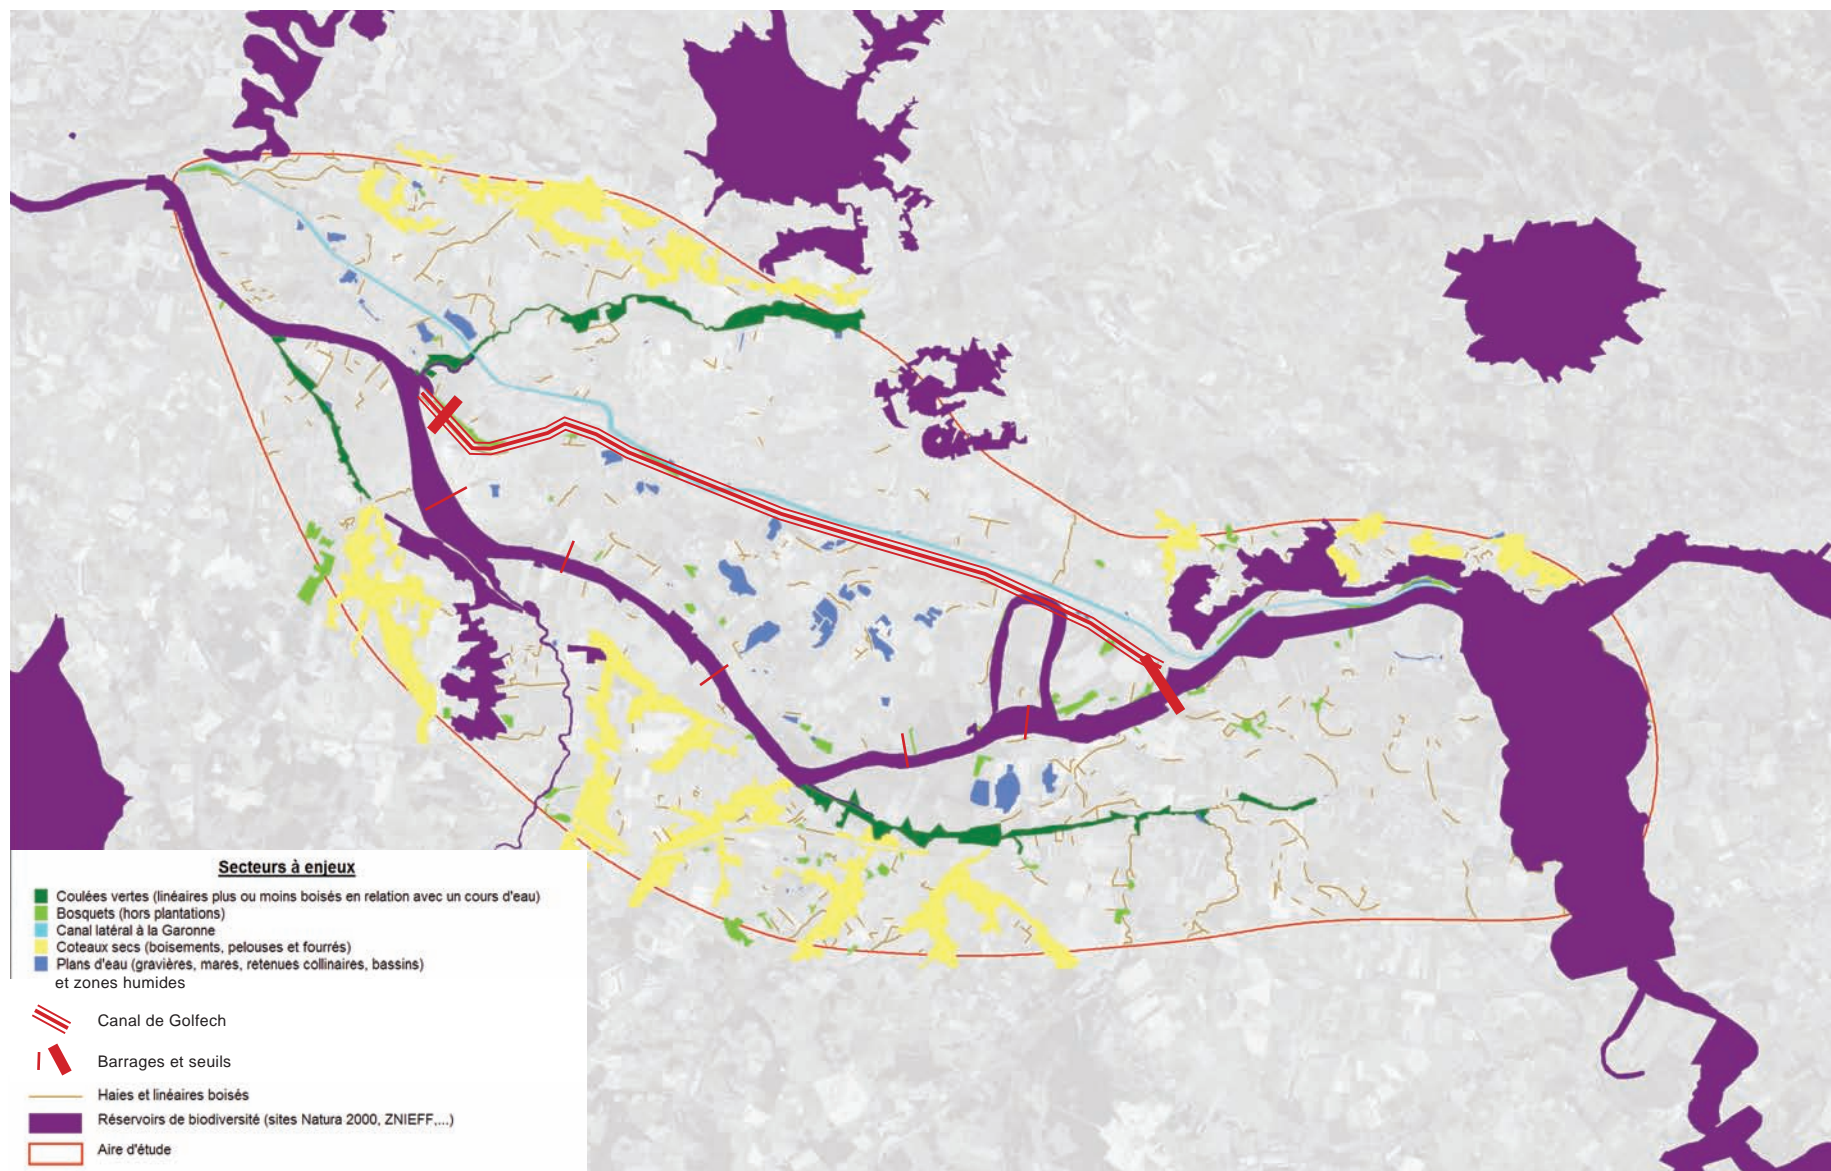 Secteurs à enjeux
Coulées vertes (linéaires plus ou moins boisés en relation avec un cours d'eau)
Bosquets (hors plantations)
Canal latéral à la Garonne
Coteaux secs (boisements, pelouses et fourrés)
Plans d'eau (gravières, mares, retenues collinaires, bassins)
et zones humides
Canal de Golfech
Barrages et seuils
Haies et linéaires boisés
Réservoirs de biodiversité (sites Natura 2000, ZNIEFF,...)
Aire d'étude